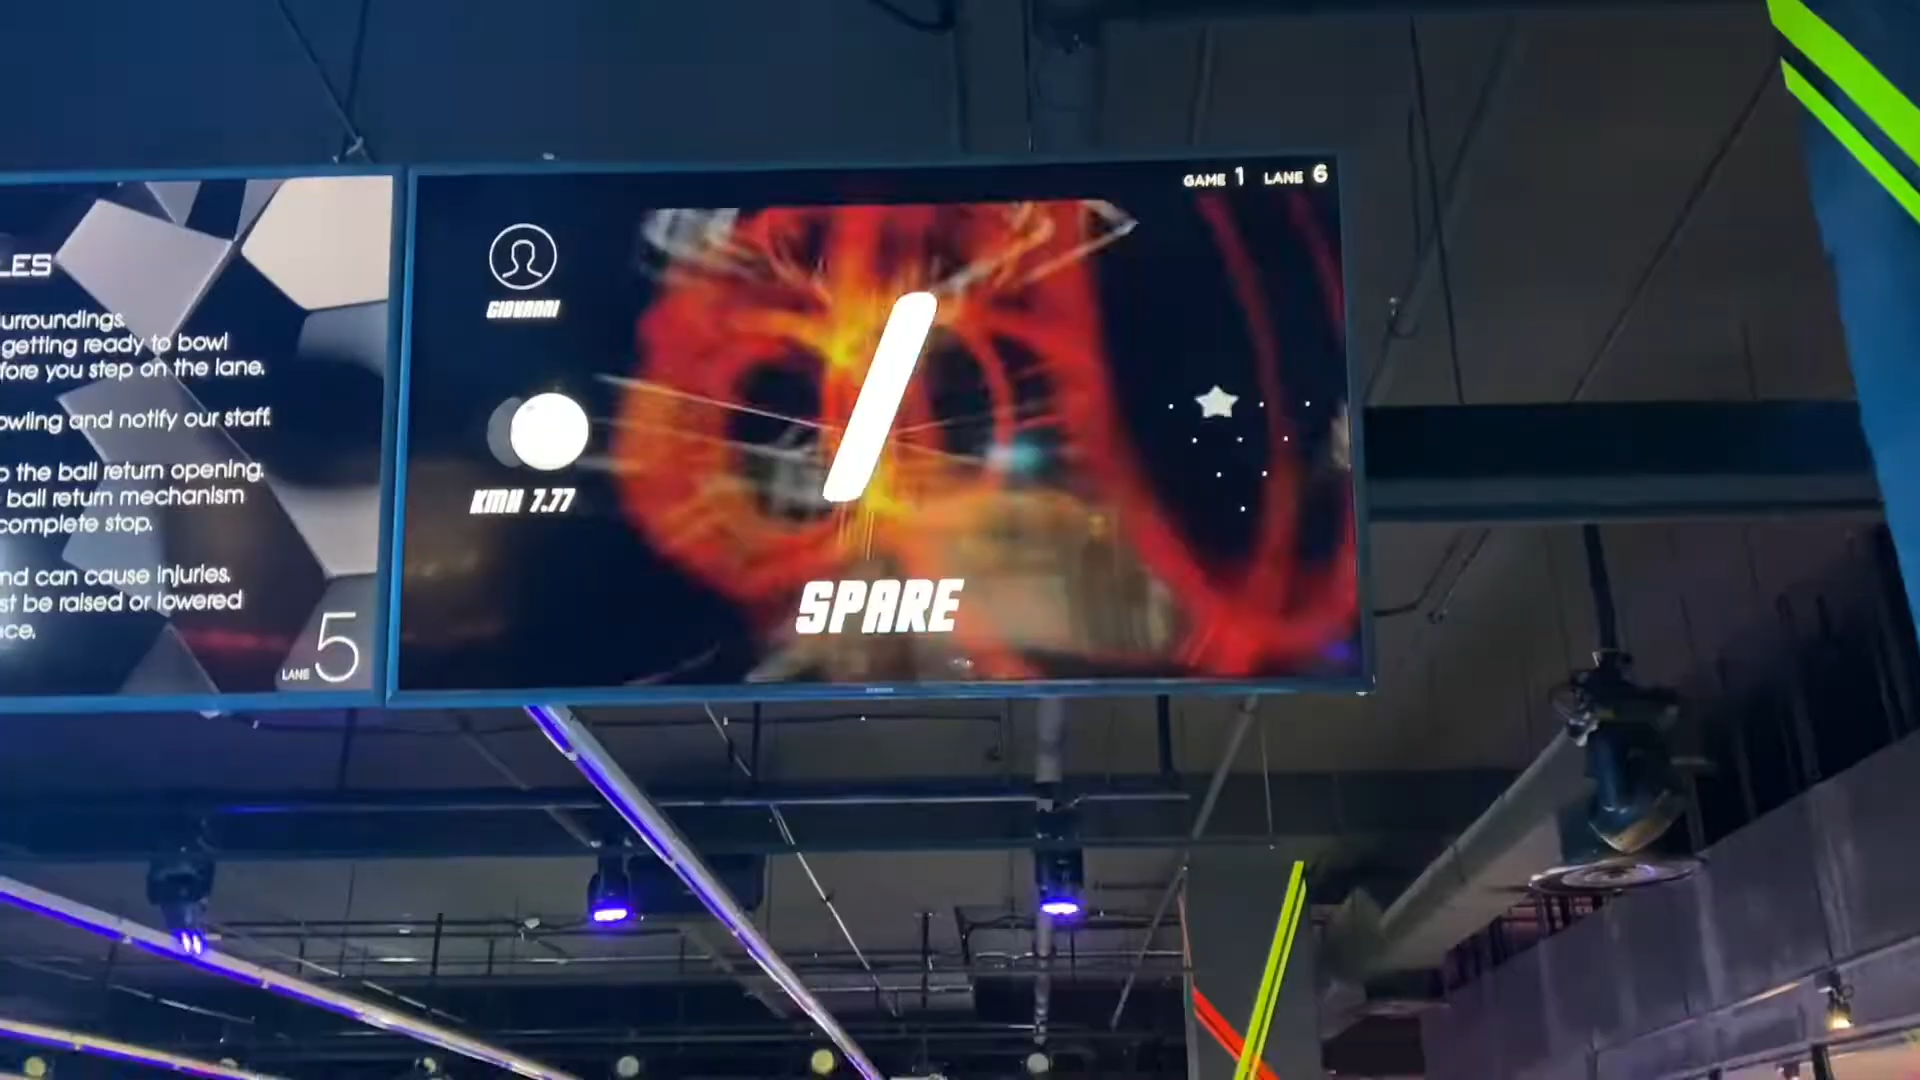 LES
urroundings.
getting ready to bowl
fore you step on the lane.
owling and notify our staff.
o the ball return opening.
ball return mechanism
complete stop.
nd can cause injuries.
st be raised or lowered
ce.
LANE 5
GAME 1 LANE 6
GIOVANNI
KMH 7.77
SPARE
SAMSUNG